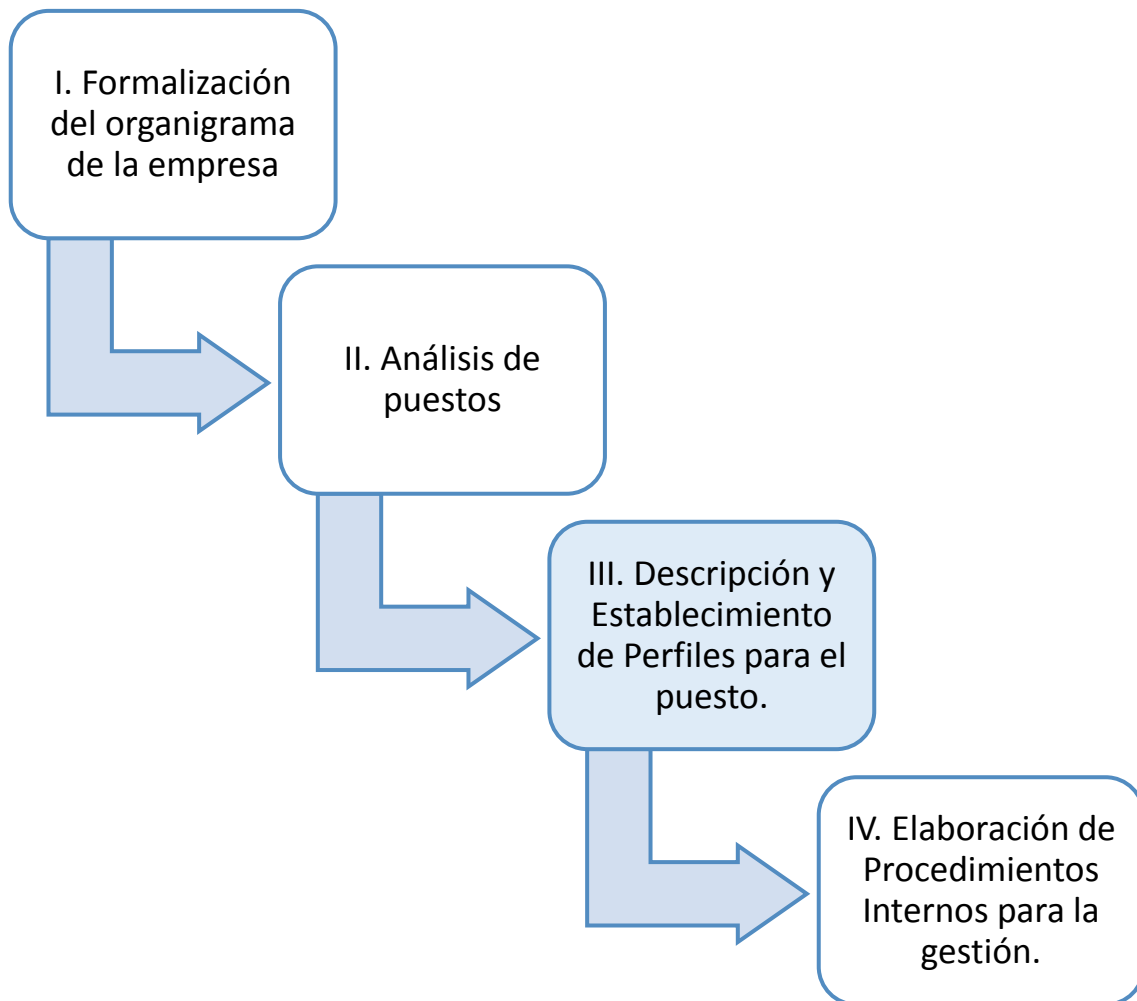 I. Formalización
del organigrama
de la empresa
II. Análisis de
puestos
III. Descripción y
Establecimiento
de Perfiles para el
puesto.
IV. Elaboración de
Procedimientos
Internos para la
gestión.